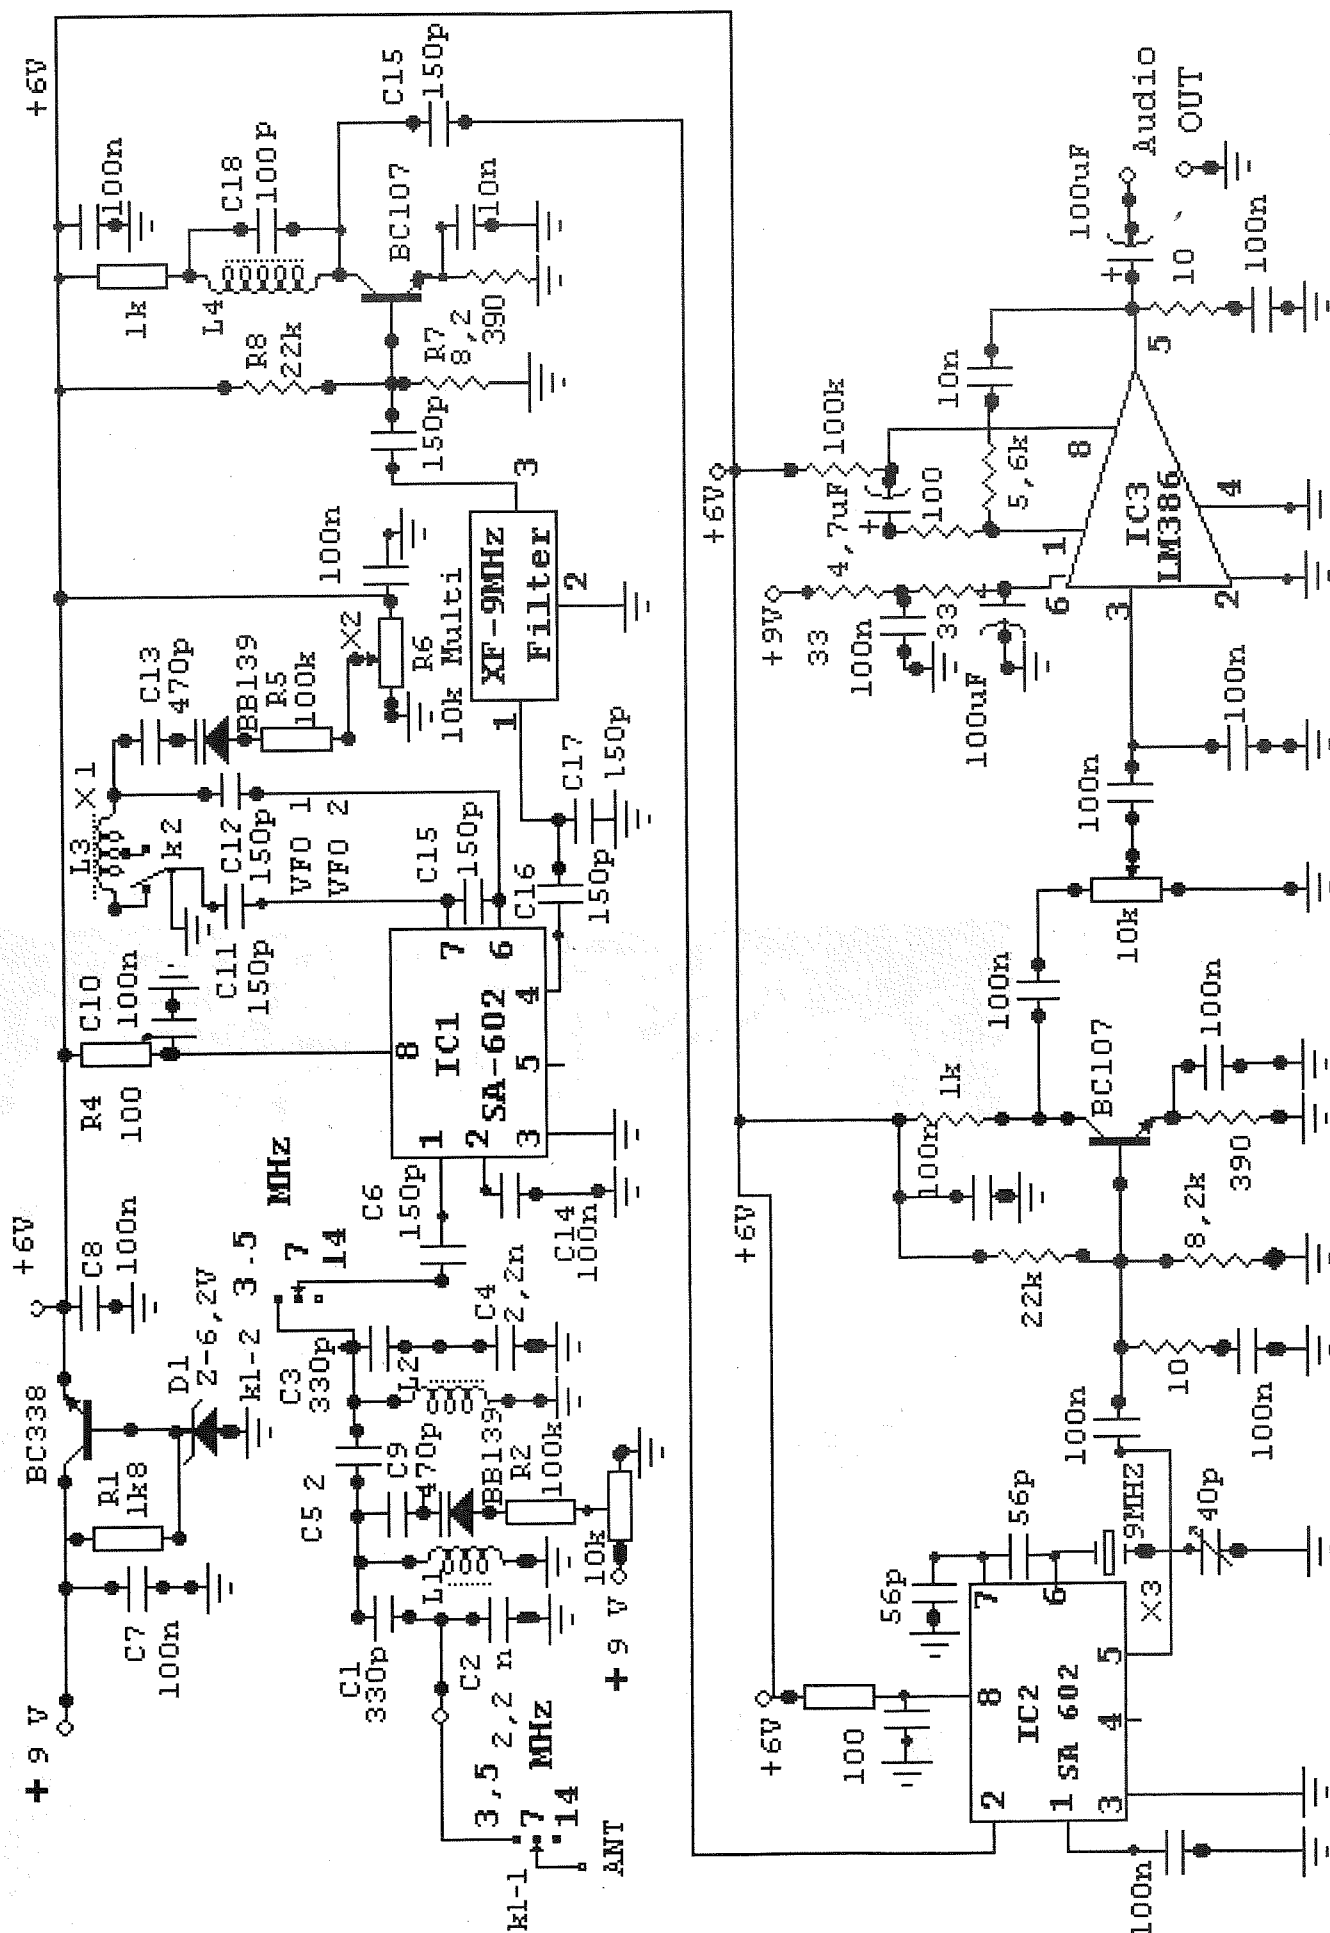 + 9 V
C7
100n
R1
1k8
BC338
D1
Z-6,2V
kl-2
+6V
C8
100n
R4
100
C10
100n
C11
150p
L3
X1
k2
C12
150p
VFO 1
VFO 2
C13
470p
BB139
R5
100k
X2
R6
10k Multi
100n
+6V
100n
1k
L4
C18
100p
R8
22k
BC107
C15
150p
R7
8,2
390
10n
150p
XF-9MHz
Filter
1
2
3
C15
150p
C16
150p
C17
150p
IC1
SA-602
1
2
3
4
5
6
7
8
C6
150p
C14
100n
3.5
7
14
MHz
C3
330p
C4
2,2n
L2
C5 2
C9
470p
BB139
R2
100k
10k
+ 9 V
L1
C1
330p
C2
2,2 n
3,5
7
14
MHz
kl-1
ANT
+6V
100
IC2
SA 602
1
2
3
4
5
6
7
8
100n
56p
56p
9MHZ
X3
40p
100n
10
100n
22k
8,2k
+6V
100n
1k
BC107
390
100n
100n
10k
100n
100n
+9V
33
100n
33
100uF
+6V
100k
4,7uF
+
100
5,6k
10n
IC3
LM386
1
2
3
4
5
6
8
10
100n
100uF
+
Audio
OUT